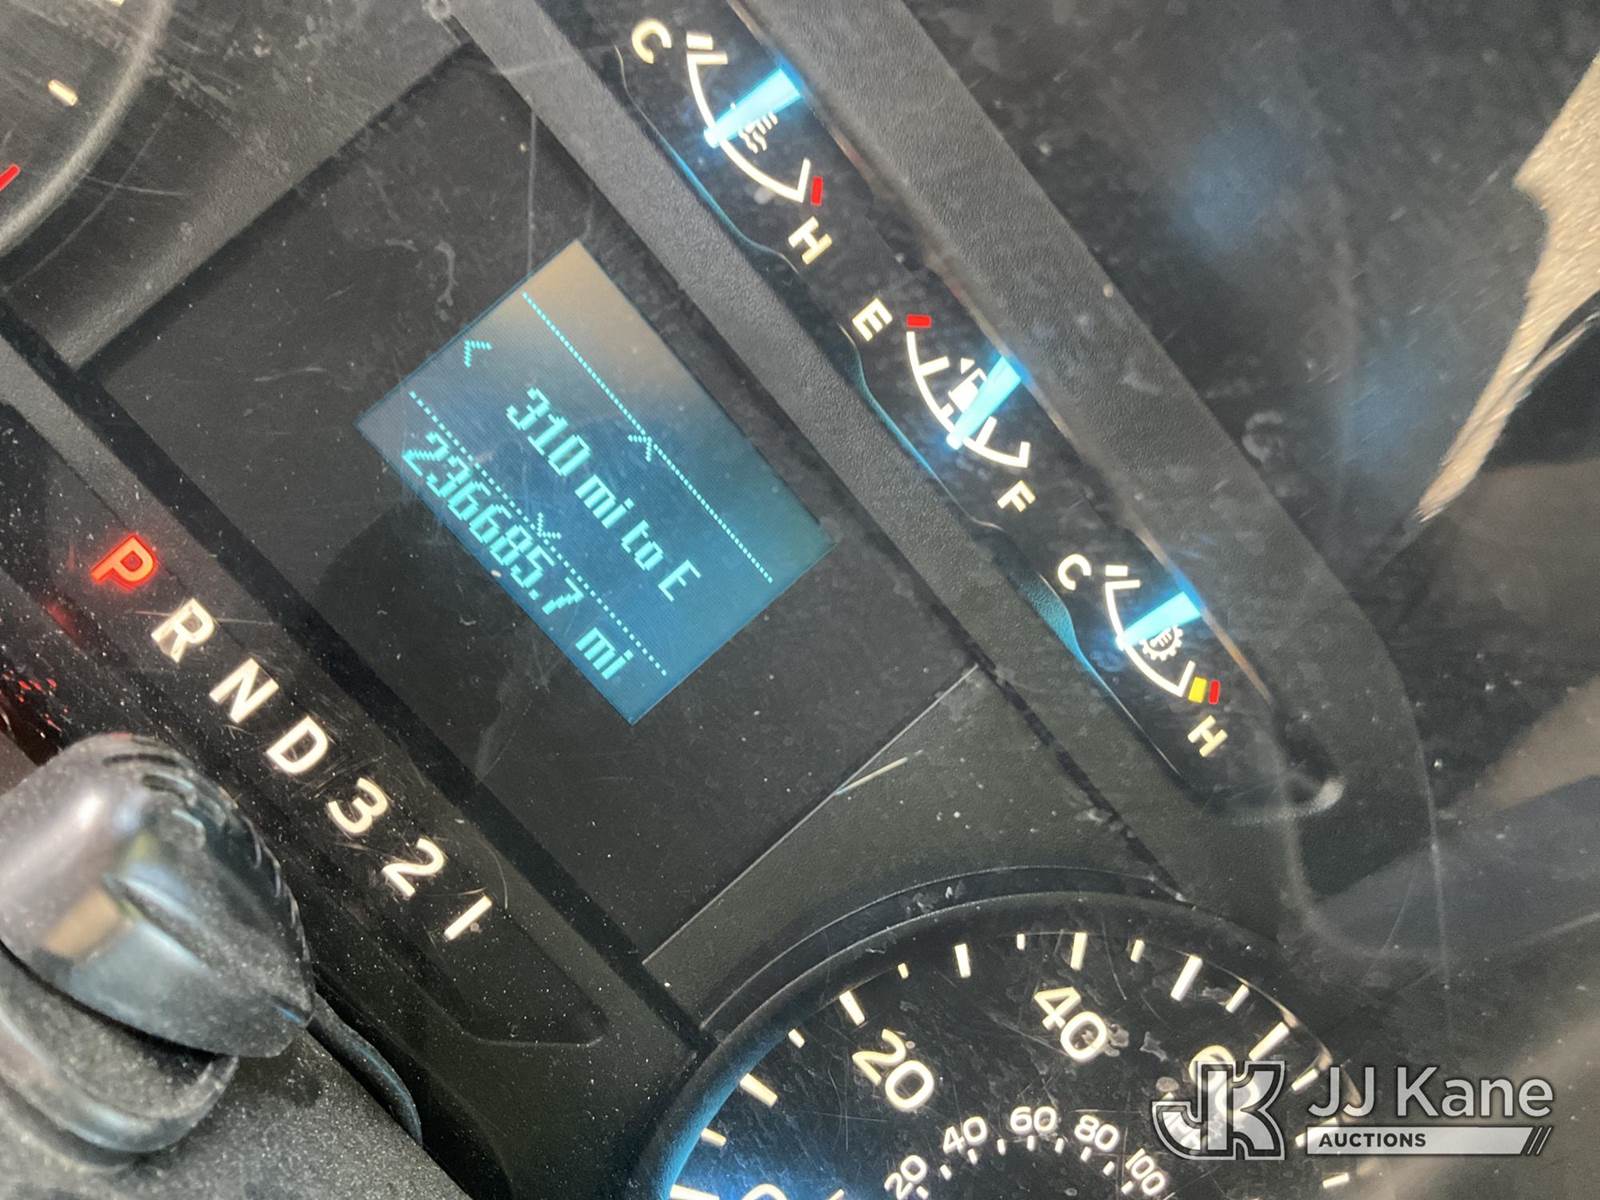 C
H
E
F
C
H
310 mi to E
236685.7 mi
P R N D 3 2 1
20
40
20
40
60
80
100
JJ Kane
AUCTIONS